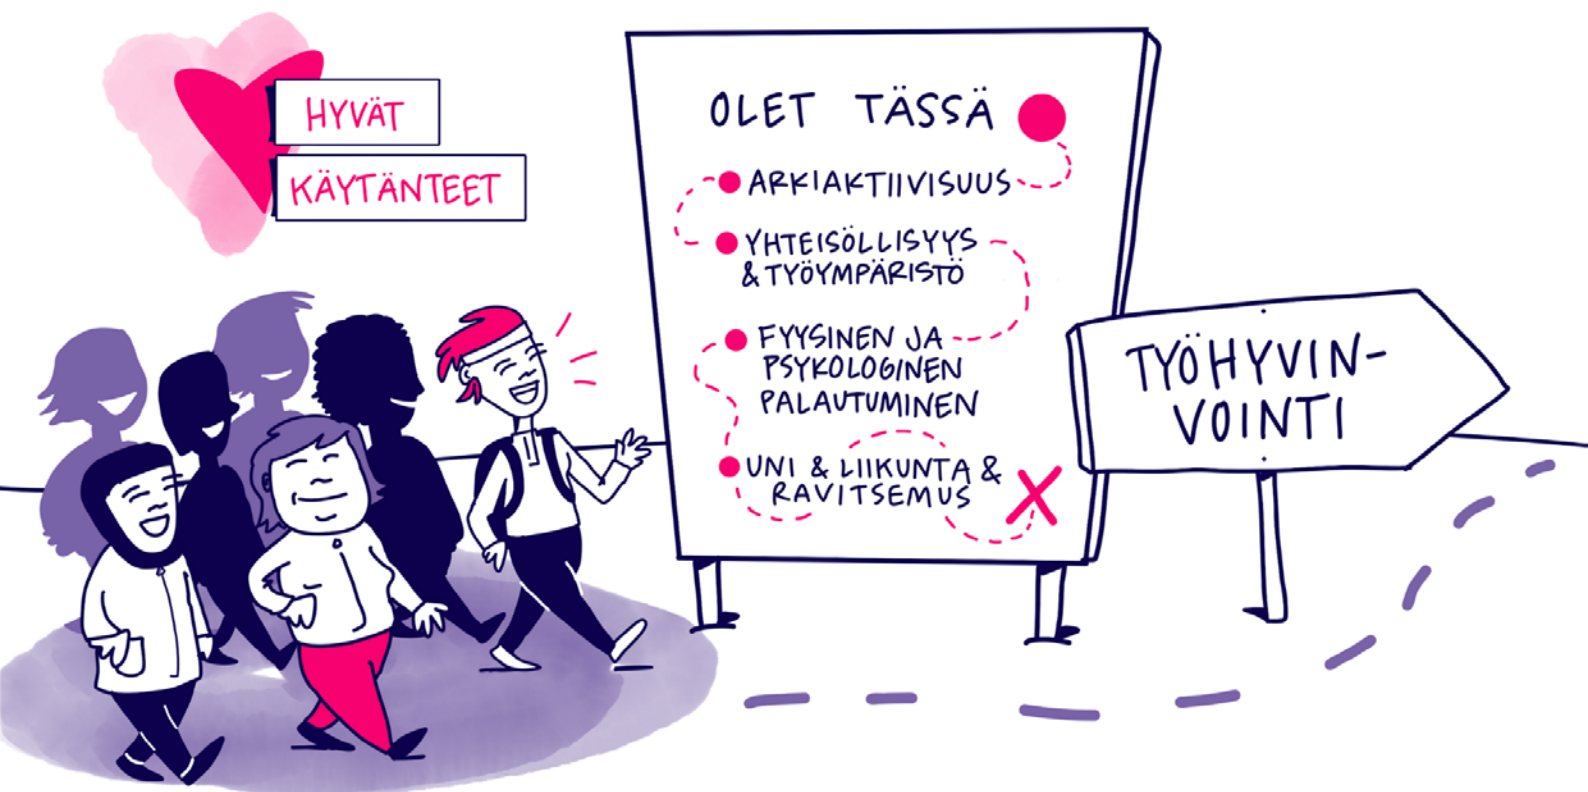 HYVÄT
KÄYTÄNTEET
OLET TÄSSÄ
ARKIAKTIIVISUUS
YHTEISÖLLISYYS
& TYÖYMPÄRISTÖ
FYYSINEN JA
PSYKOLOGINEN
PALAUTUMINEN
UNI & LIIKUNTA &
RAVITSEMUS
TYÖHYVIN-
VOINTI